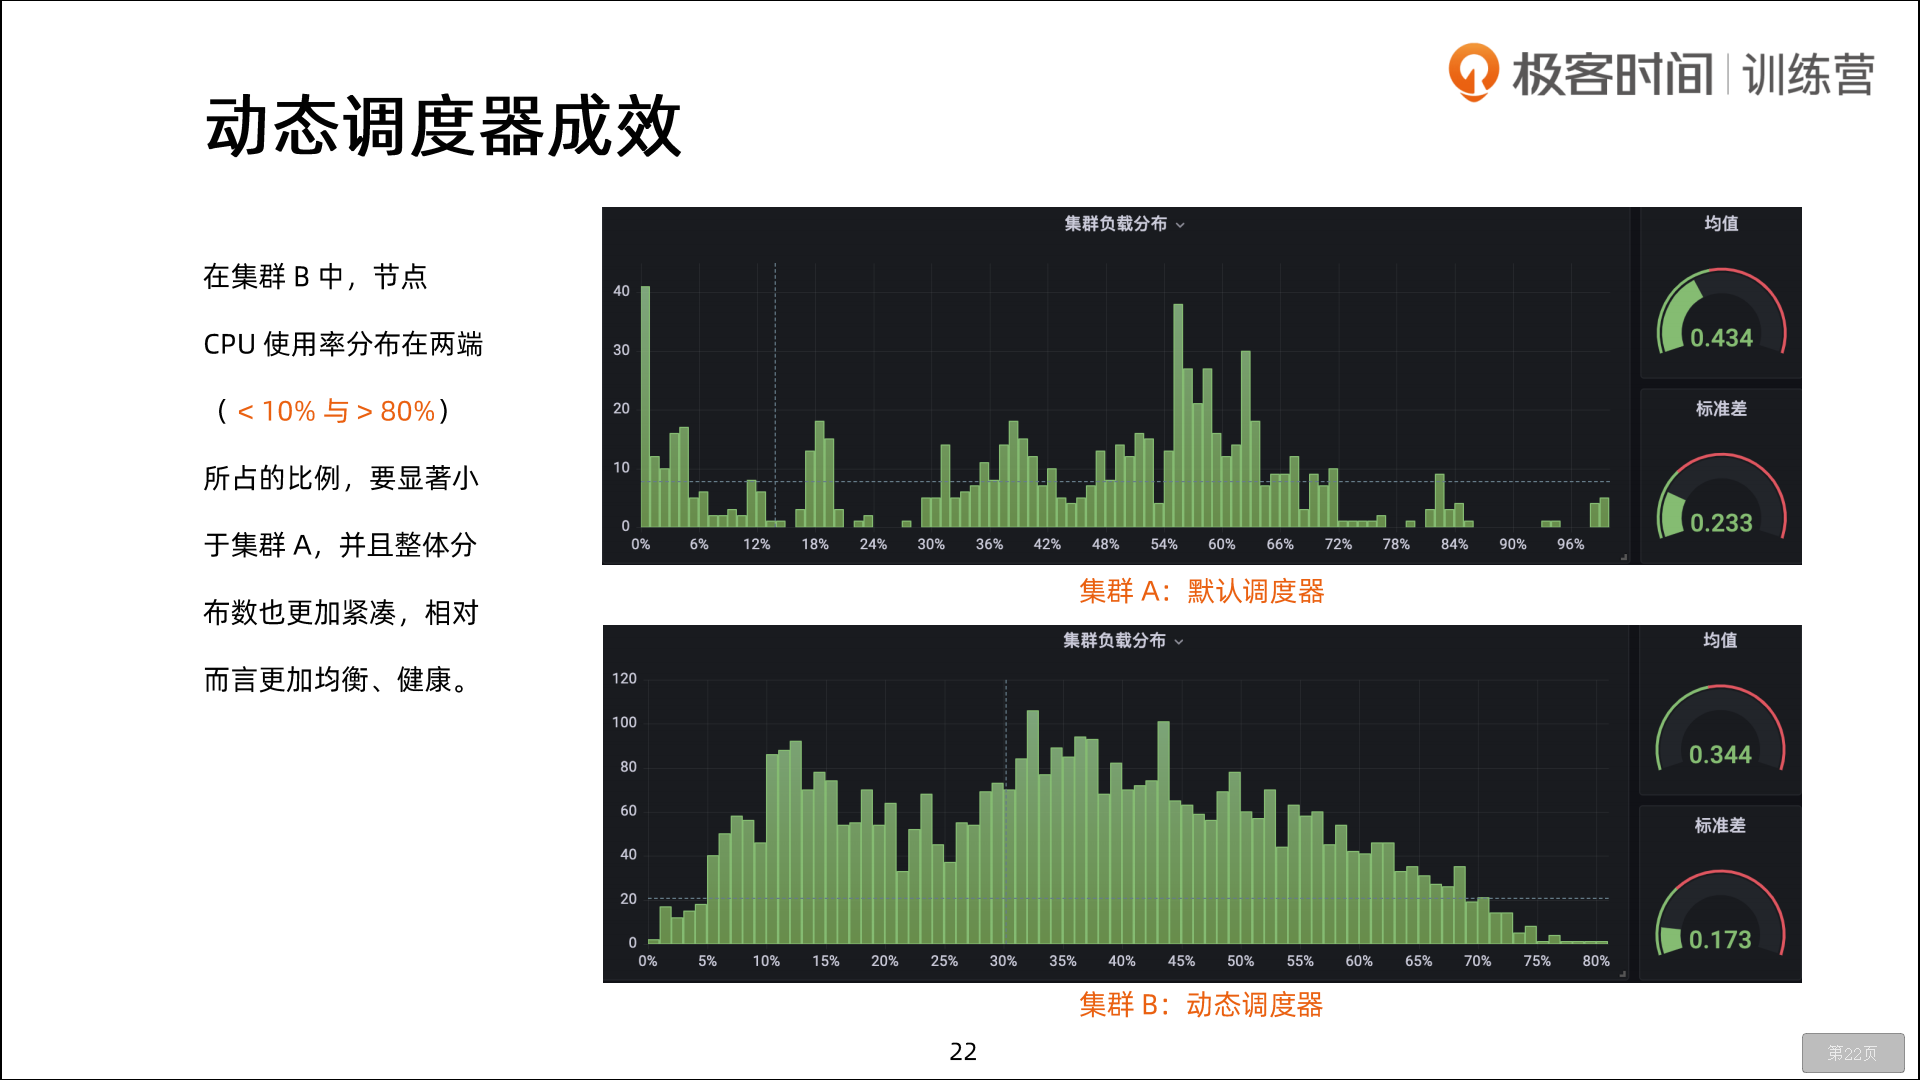 极客时间 | 训练营
动态调度器成效
在集群 B 中，节点
CPU 使用率分布在两端
（ < 10% 与 > 80%）
所占的比例，要显著小
于集群 A，并且整体分
布数也更加紧凑，相对
而言更加均衡、健康。
集群负载分布
40
30
20
10
0
0% 6% 12% 18% 24% 30% 36% 42% 48% 54% 60% 66% 72% 78% 84% 90% 96%
均值
0.434
标准差
0.233
集群 A：默认调度器
集群负载分布
120
100
80
60
40
20
0
0% 5% 10% 15% 20% 25% 30% 35% 40% 45% 50% 55% 60% 65% 70% 75% 80%
均值
0.344
标准差
0.173
集群 B：动态调度器
22
第22页